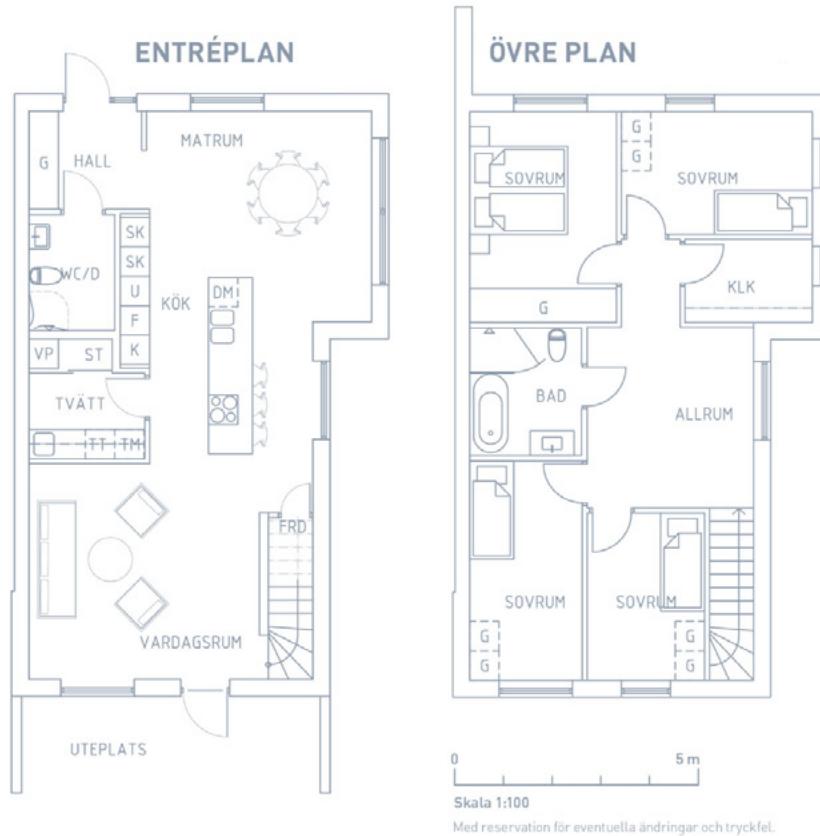 ENTRÉPLAN
MATRUM
G
HALL
SK
SK
WC/D
U
KÖK
DM
F
VP
ST
K
TVÄTT
TT
TM
FRD
VARDAGSRUM
UTEPLATS
ÖVRE PLAN
G
G
SOVRUM
SOVRUM
KLK
G
BAD
ALLRUM
SOVRUM
SOVRUM
G
G
G
G
0
5 m
Skala 1:100
Med reservation för eventuella ändringar och tryckfel.